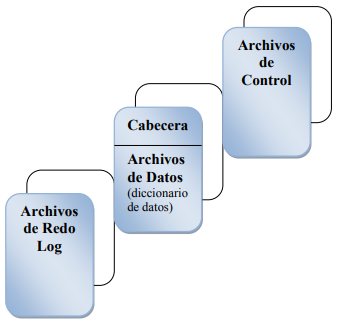 Archivos
de
Control
Cabecera
Archivos
de Datos
(diccionario
de datos)
Archivos
de Redo
Log